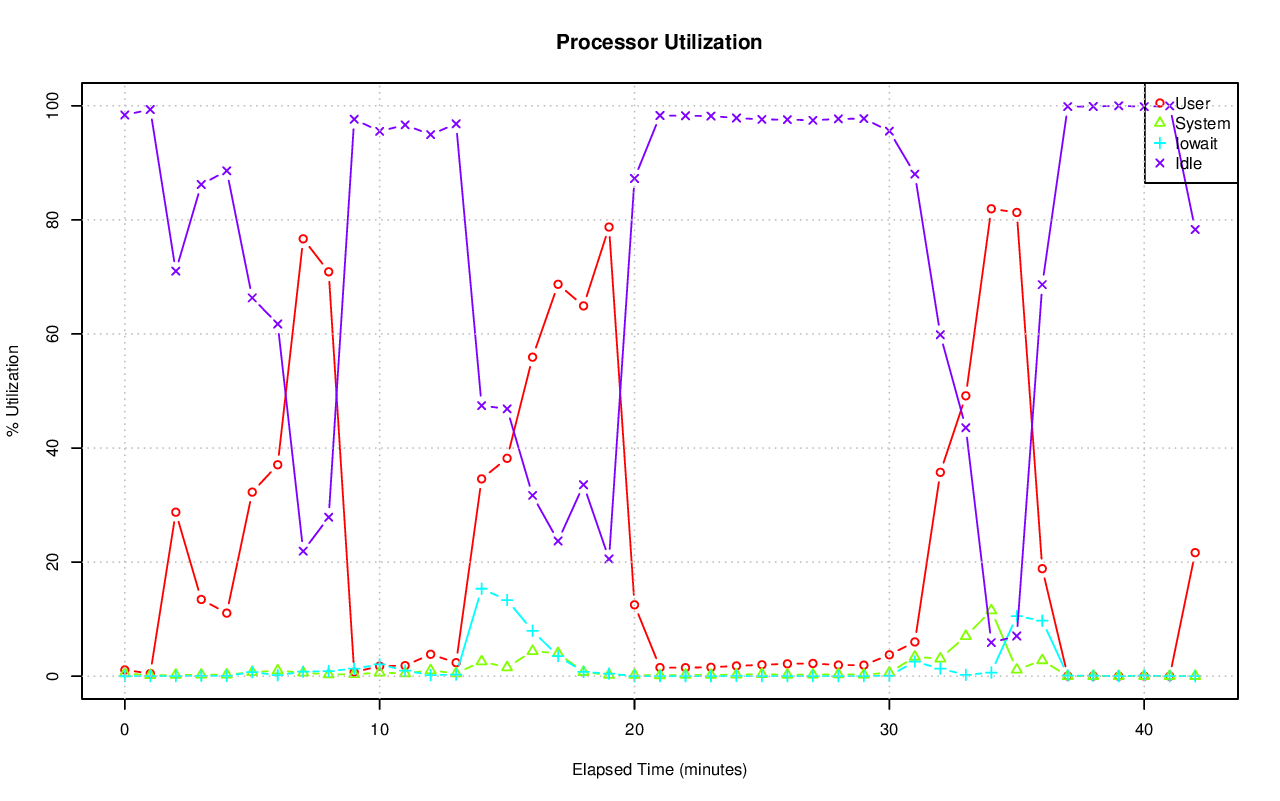 Processor Utilization
% Utilization
100
80
60
40
20
0
User
System
Iowait
Idle
0 10 20 30 40
Elapsed Time (minutes)